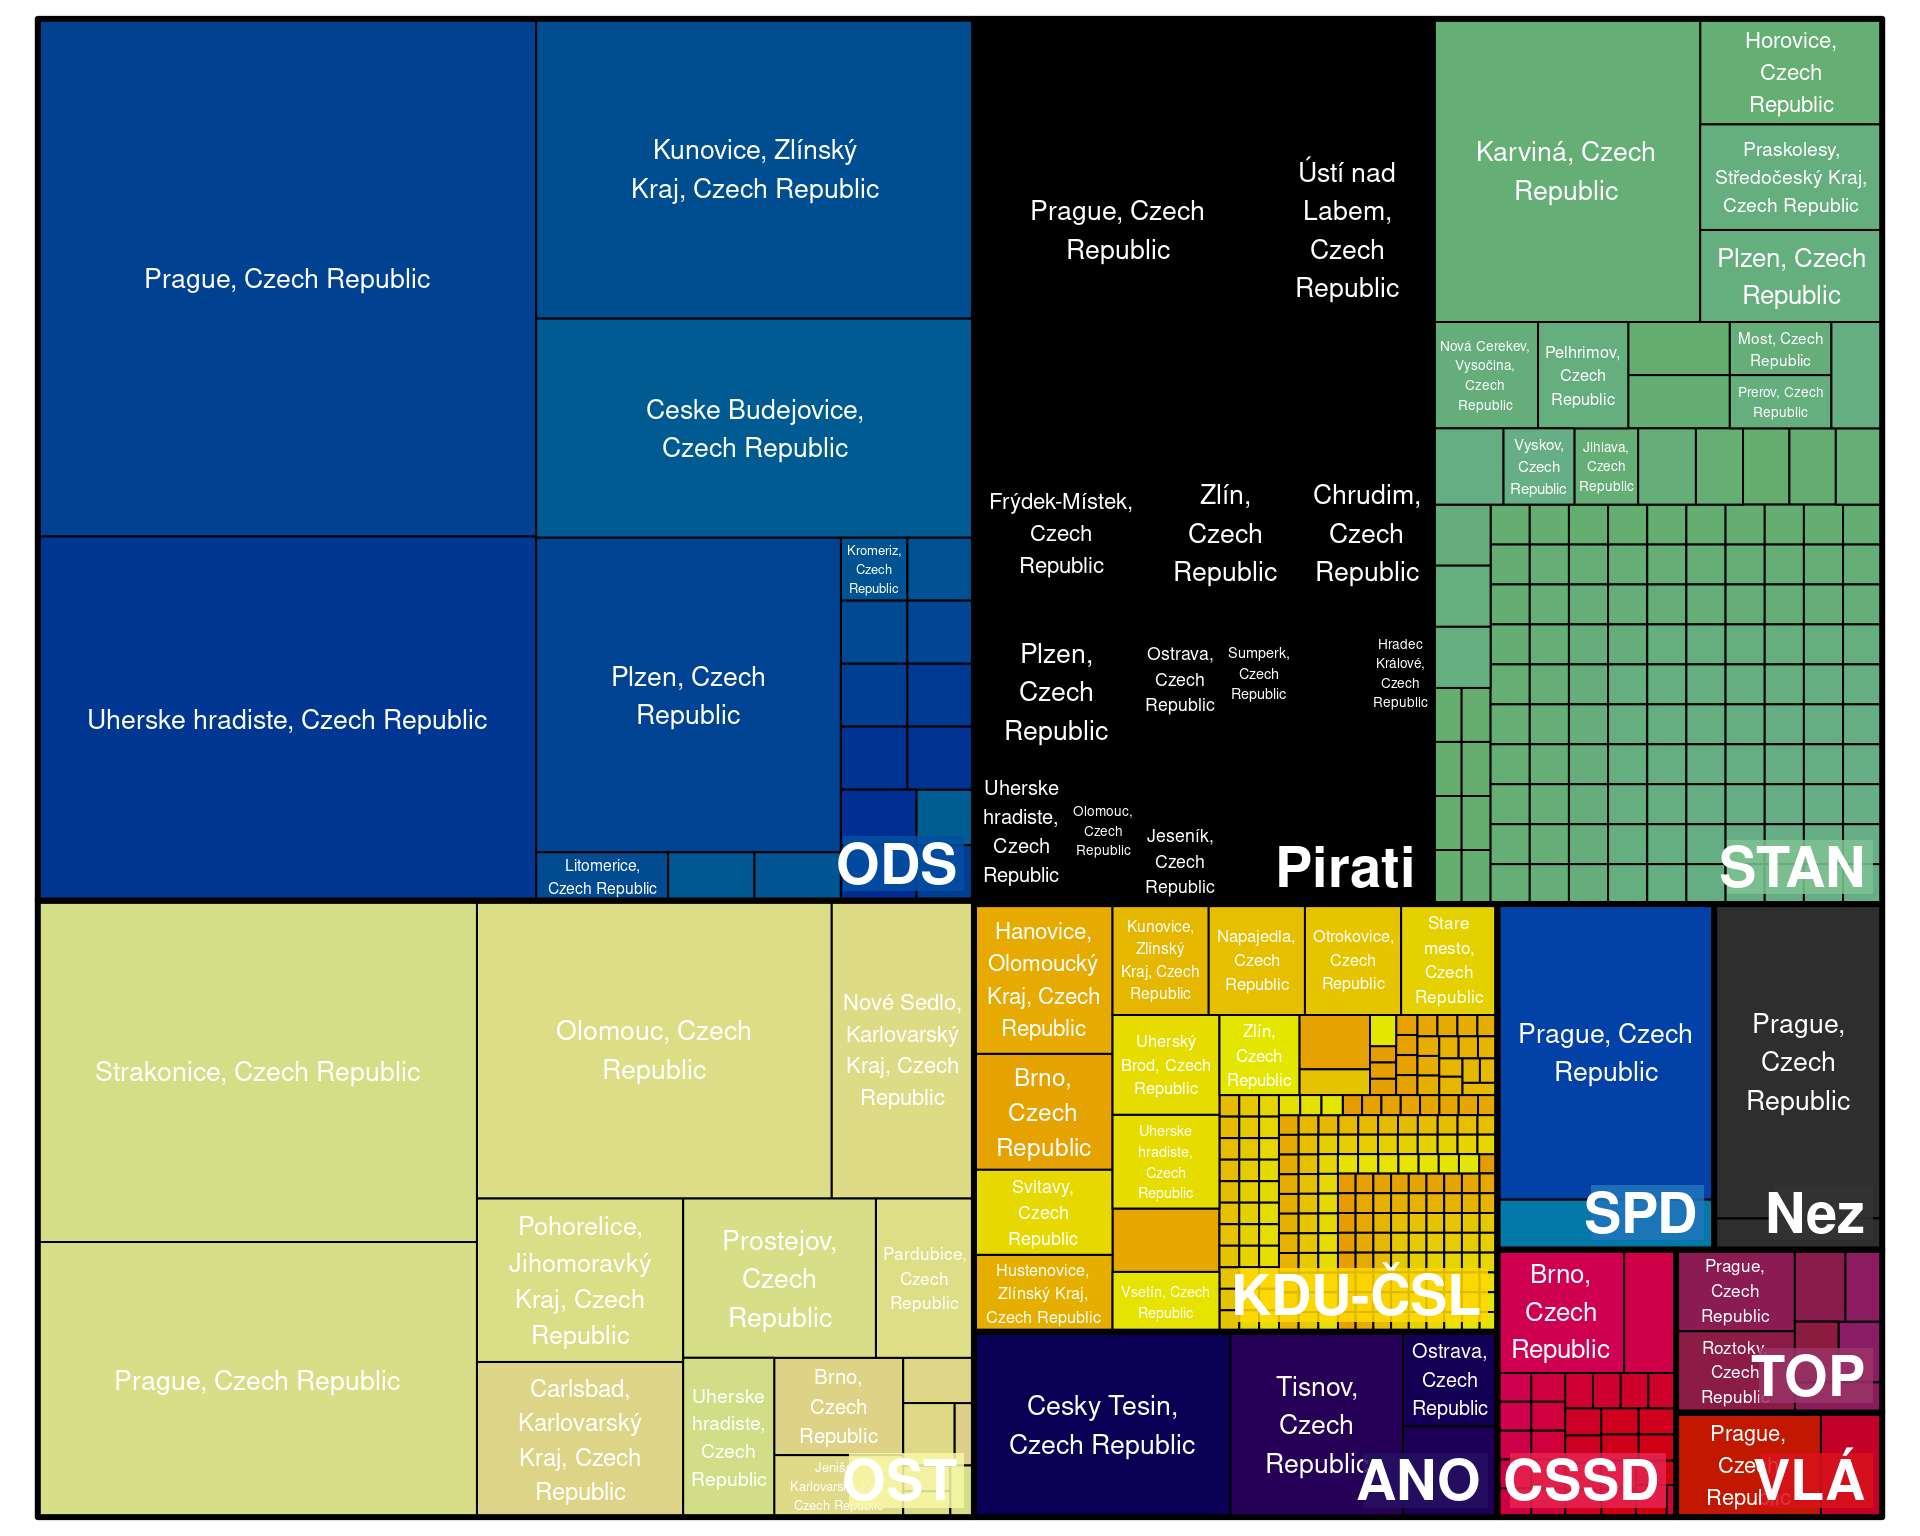 Prague, Czech Republic
Kunovice, Zlínský
Kraj, Czech Republic
Ceske Budejovice,
Czech Republic
Uherske hradiste, Czech Republic
Plzen, Czech
Republic
Kromeriz,
Czech
Republic
Litomerice,
Czech Republic
ODS
Prague, Czech
Republic
Ústí nad
Labem,
Czech
Republic
Frýdek-Místek,
Czech
Republic
Zlín,
Czech
Republic
Chrudim,
Czech
Republic
Plzen,
Czech
Republic
Ostrava,
Czech
Republic
Sumperk,
Czech
Republic
Hradec
Králové,
Czech
Republic
Uherske
hradiste,
Czech
Republic
Olomouc,
Czech
Republic
Jeseník,
Czech
Republic
Pirati
Karviná, Czech
Republic
Horovice,
Czech
Republic
Praskolesy,
Středočeský Kraj,
Czech Republic
Plzen, Czech
Republic
Nová Cerekev,
Vysočina,
Czech
Republic
Pelhrimov,
Czech
Republic
Most, Czech
Republic
Prerov, Czech
Republic
Vyskov,
Czech
Republic
Jihlava,
Czech
Republic
STAN
Strakonice, Czech Republic
Prague, Czech Republic
Olomouc, Czech
Republic
Nové Sedlo,
Karlovarský
Kraj, Czech
Republic
Pohorelice,
Jihomoravký
Kraj, Czech
Republic
Prostejov,
Czech
Republic
Pardubice,
Czech
Republic
Carlsbad,
Karlovarský
Kraj, Czech
Republic
Uherske
hradiste,
Czech
Republic
Brno,
Czech
Republic
Czech Republic
OST
Hanovice,
Olomoucký
Kraj, Czech
Republic
Kunovice,
Zlínský
Kraj, Czech
Republic
Napajedla,
Czech
Republic
Otrokovice,
Czech
Republic
Stare
mesto,
Czech
Republic
Brno,
Czech
Republic
Uherský
Brod, Czech
Republic
Zlín,
Czech
Republic
Svitavy,
Czech
Republic
Uherske
hradiste,
Czech
Republic
Hustenovice,
Zlínský Kraj,
Czech Republic
Vsetín, Czech
Republic
KDU-ČSL
Prague, Czech
Republic
SPD
Prague,
Czech
Republic
Nez
Cesky Tesin,
Czech Republic
Tisnov,
Czech
Republic
Ostrava,
Czech
Republic
ANO
Brno,
Czech
Republic
CSSD
Prague,
Czech
Republic
Roztoky,
Czech
Republic
TOP
Prague,
Czech
Republic
VLÁ